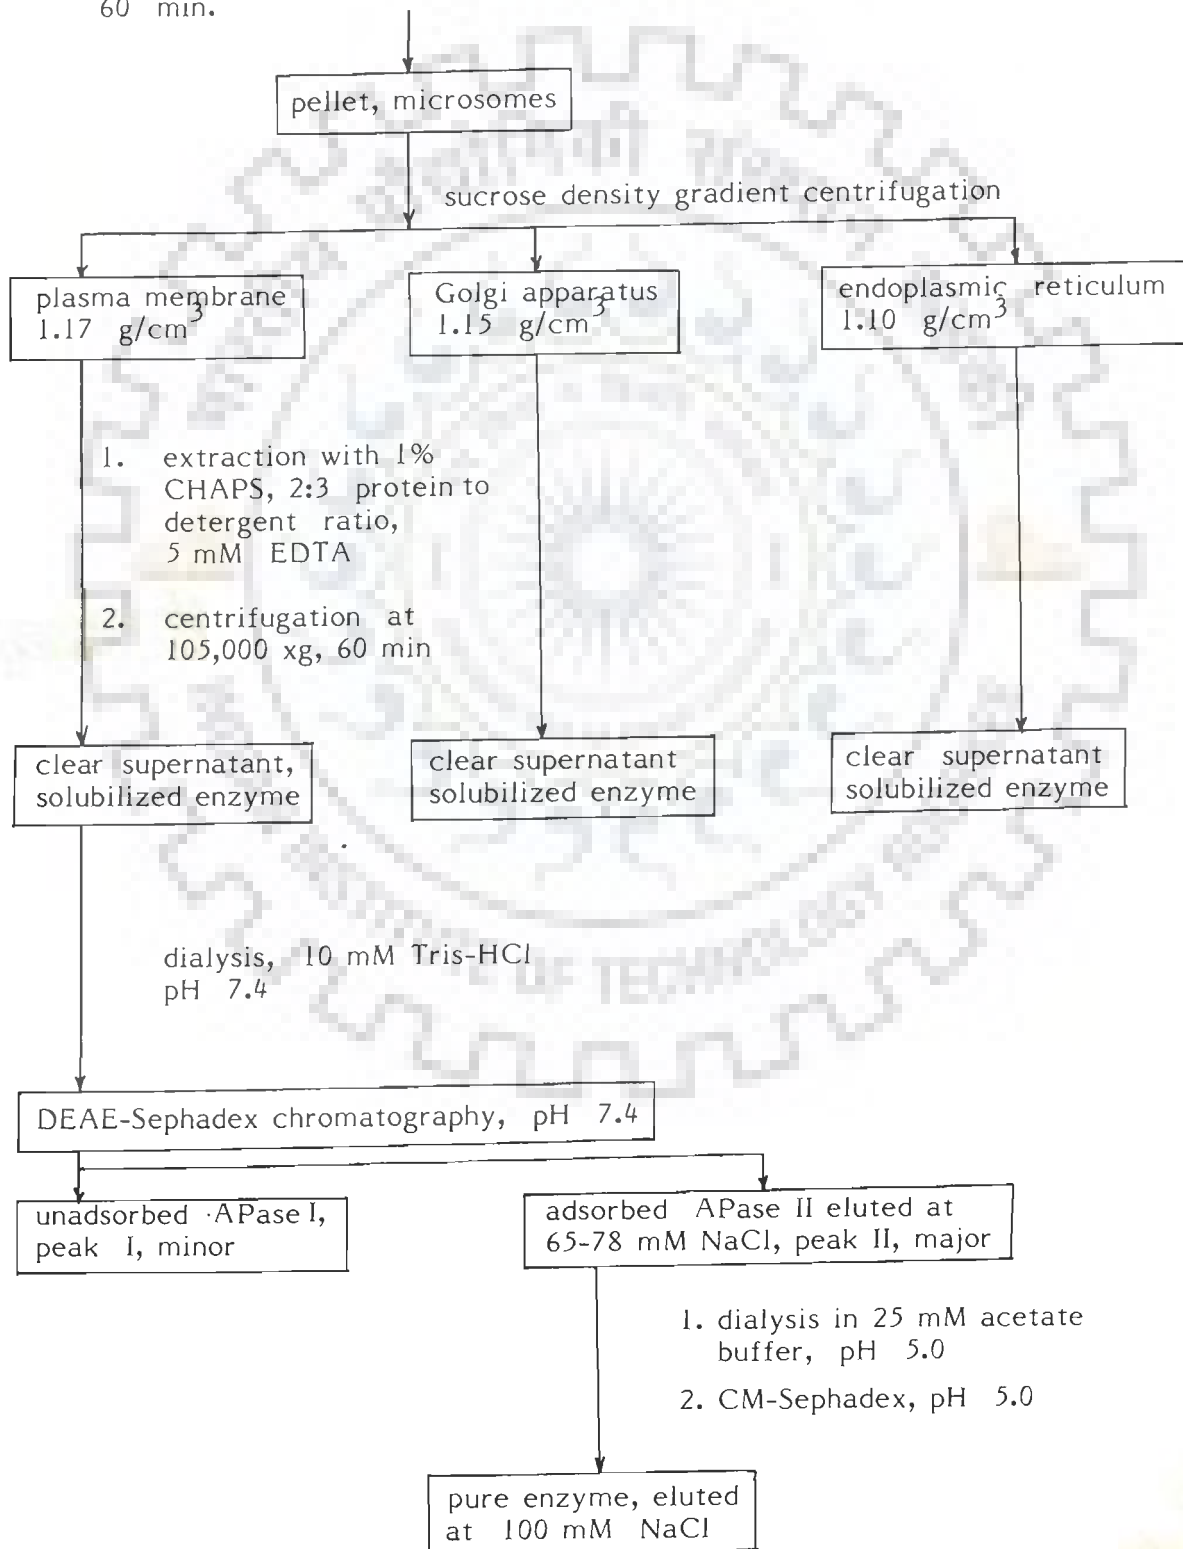 60 min.
pellet, microsomes
sucrose density gradient centrifugation
plasma membrane
1.17 g/cm³
Golgi apparatus
1.15 g/cm³
endoplasmic reticulum
1.10 g/cm³
1. extraction with 1%
CHAPS, 2:3 protein to
detergent ratio,
5 mM EDTA
2. centrifugation at
105,000 xg, 60 min
clear supernatant,
solubilized enzyme
clear supernatant
solubilized enzyme
clear supernatant
solubilized enzyme
dialysis, 10 mM Tris-HCl
pH 7.4
DEAE-Sephadex chromatography, pH 7.4
unadsorbed APase I,
peak I, minor
adsorbed APase II eluted at
65-78 mM NaCl, peak II, major
1. dialysis in 25 mM acetate
buffer, pH 5.0
2. CM-Sephadex, pH 5.0
pure enzyme, eluted
at 100 mM NaCl
OF TECHNOLOGY